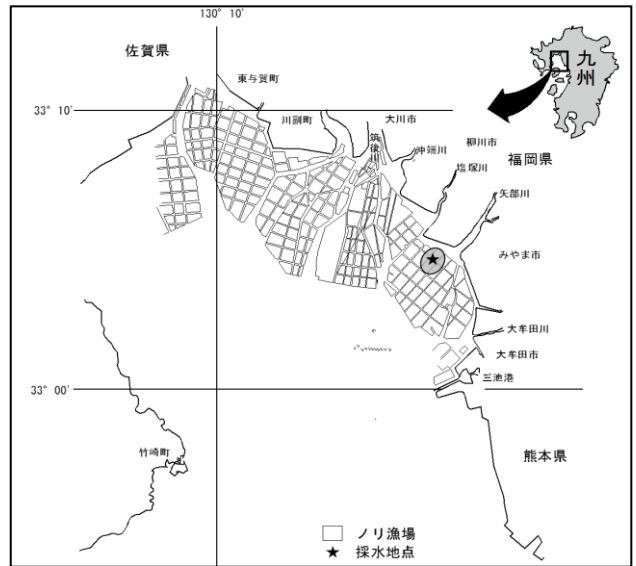 130° 10'
佐賀県
九州
東与賀町
33° 10'
川副町
大川市
筑後川
沖端川
柳川市
福岡県
塩塚川
矢部川
みやま市
大牟田川
大牟田市
三池港
33° 00'
竹崎町
熊本県
ノリ漁場
★ 採水地点